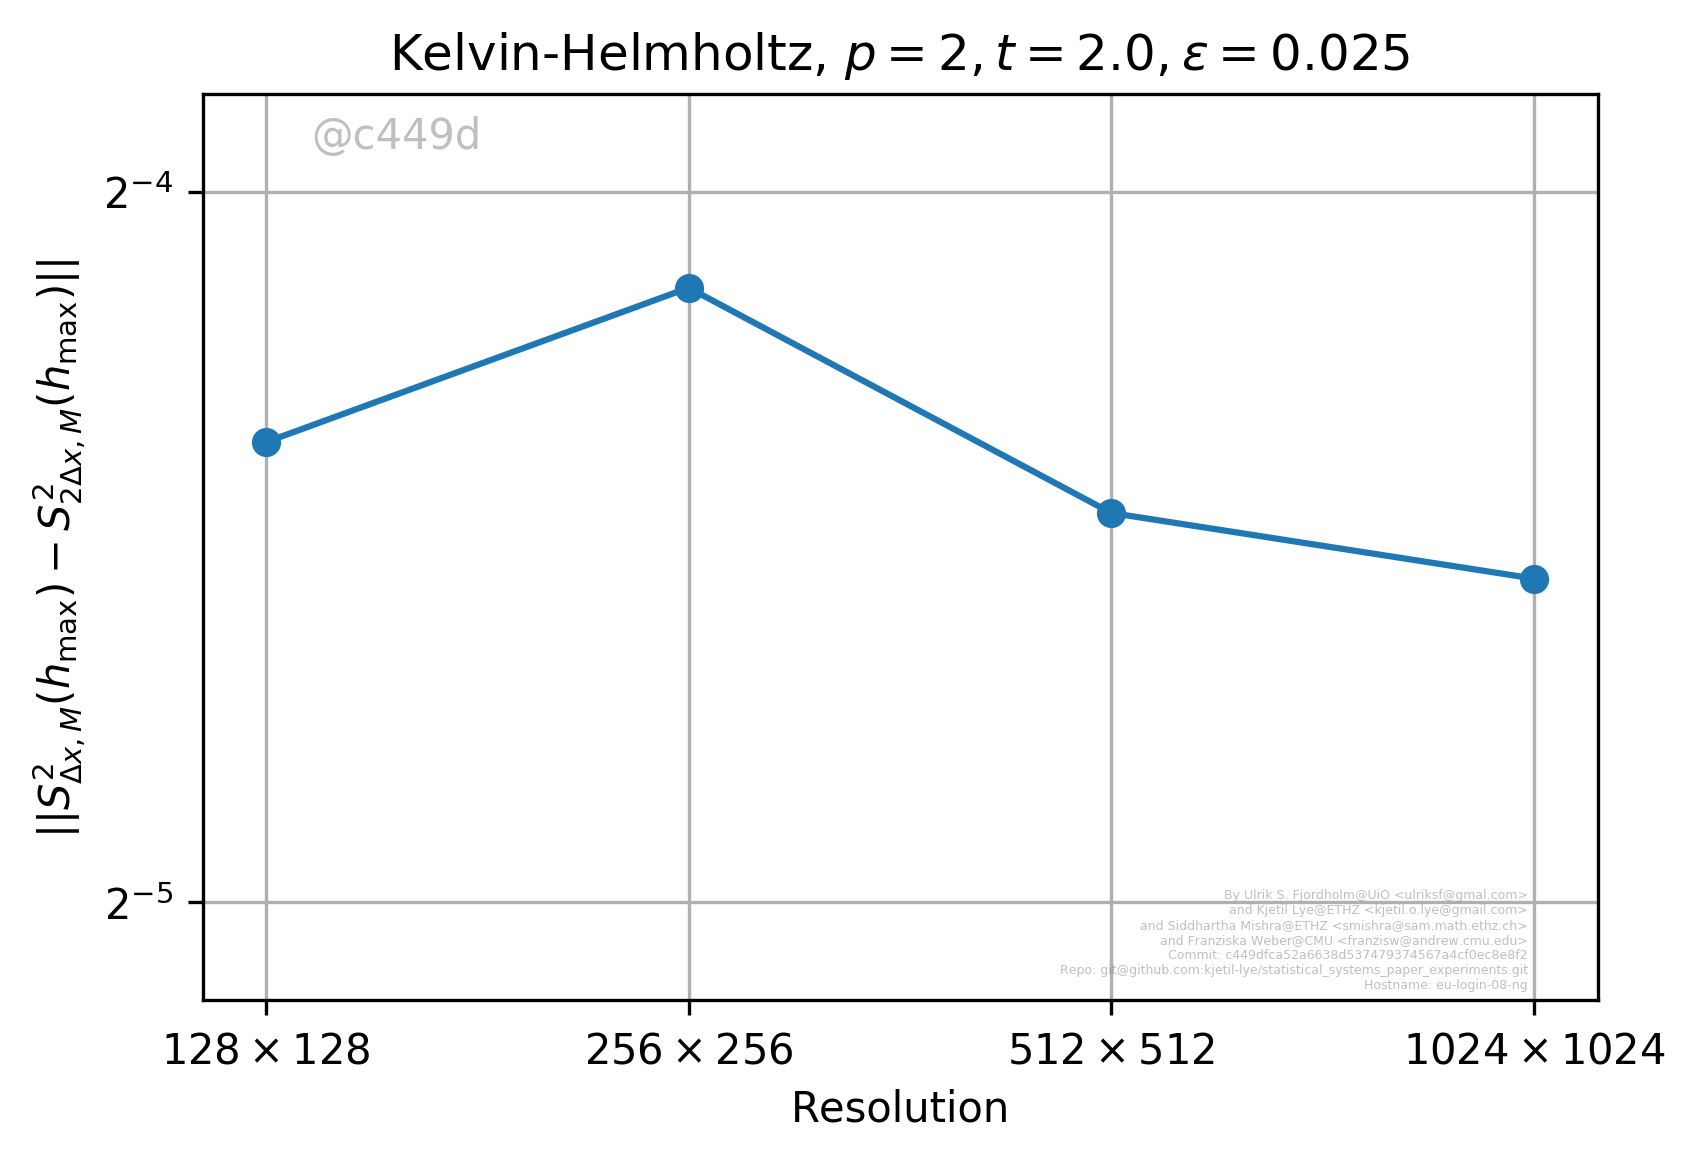 Kelvin-Helmholtz, p = 2, t = 2.0, ε = 0.025
@c449d
2⁻⁴
||S²_{Δx, M}(h_max) − S²_{2Δx, M}(h_max)||
2⁻⁵
By Ulrik S. Fjordholm@UiO <ulriksf@gmal.com>
and Kjetil Lye@ETHZ <kjetil.o.lye@gmail.com>
and Siddhartha Mishra@ETHZ <smishra@sam.math.ethz.ch>
and Franziska Weber@CMU <franzisw@andrew.cmu.edu>
Commit: c449dfca52a6638d537479374567a4cf0ec8e8f2
Repo: git@github.com:kjetil-lye/statistical_systems_paper_experiments.git
Hostname: eu-login-08-ng
128 × 128 256 × 256 512 × 512 1024 × 1024
Resolution